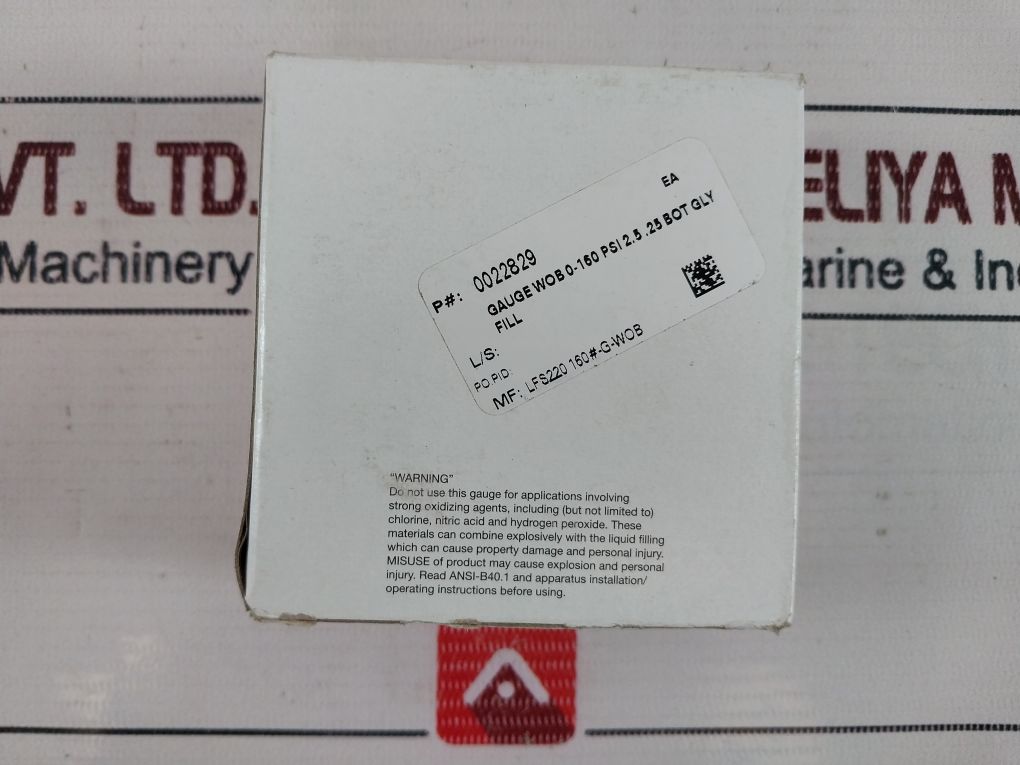 VT. LTD.
ELIYA M
Machinery
arine & In
EA
P#: 0022829
GAUGE WOB 0-160 PSI 2.5 .25 BOT GLY
FILL
L/S:
PO PID:
MF: LFS220 160#-G-WOB
"WARNING"
Do not use this gauge for applications involving
strong oxidizing agents, including (but not limited to)
chlorine, nitric acid and hydrogen peroxide. These
materials can combine explosively with the liquid filling
which can cause property damage and personal injury.
MISUSE of product may cause explosion and personal
injury. Read ANSI-B40.1 and apparatus installation/
operating instructions before using.